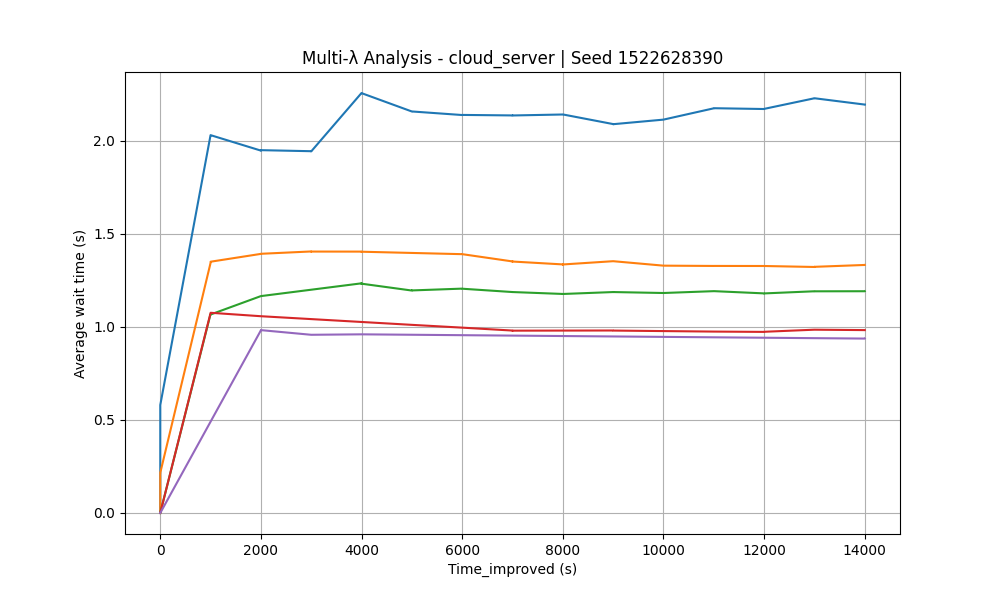 Multi-λ Analysis - cloud_server | Seed 1522628390
Average wait time (s)
2.0
1.5
1.0
0.5
0.0
0 2000 4000 6000 8000 10000 12000 14000
Time_improved (s)